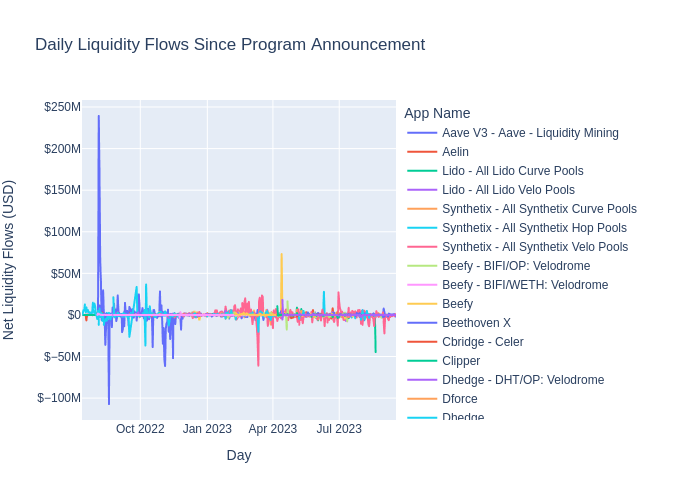 Daily Liquidity Flows Since Program Announcement
App Name
$250M
$200M
$150M
$100M
$50M
$0
$−50M
$−100M
Net Liquidity Flows (USD)
Oct 2022
Jan 2023
Apr 2023
Jul 2023
Day
Aave V3 - Aave - Liquidity Mining
Aelin
Lido - All Lido Curve Pools
Lido - All Lido Velo Pools
Synthetix - All Synthetix Curve Pools
Synthetix - All Synthetix Hop Pools
Synthetix - All Synthetix Velo Pools
Beefy - BIFI/OP: Velodrome
Beefy - BIFI/WETH: Velodrome
Beefy
Beethoven X
Cbridge - Celer
Clipper
Dhedge - DHT/OP: Velodrome
Dforce
Dhedge